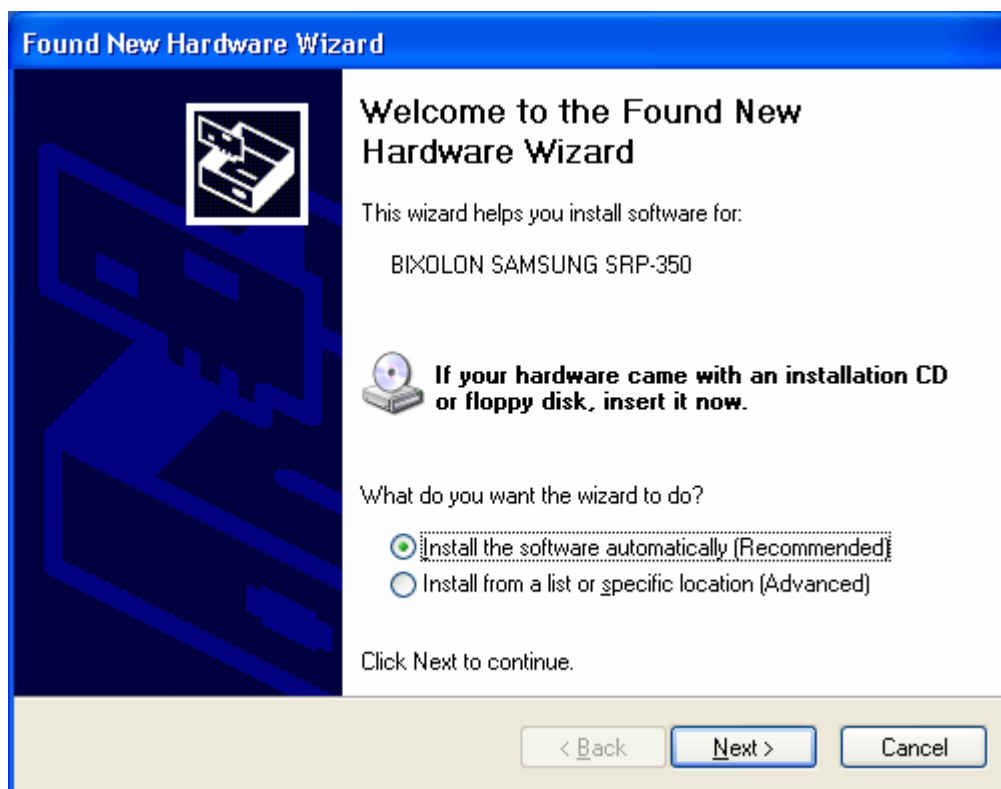 Found New Hardware Wizard
Welcome to the Found New
Hardware Wizard
This wizard helps you install software for:
BIXOLON SAMSUNG SRP-350
If your hardware came with an installation CD
or floppy disk, insert it now.
What do you want the wizard to do?
Install the software automatically (Recommended)
Install from a list or specific location (Advanced)
Click Next to continue.
< Back Next > Cancel